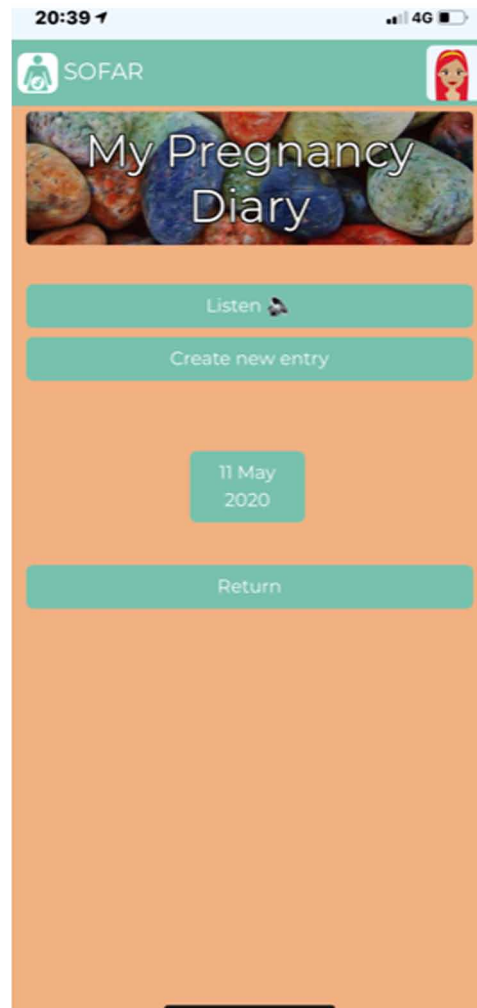 20:39
4G
SOFAR
My Pregnancy
Diary
Listen
Create new entry
11 May
2020
Return